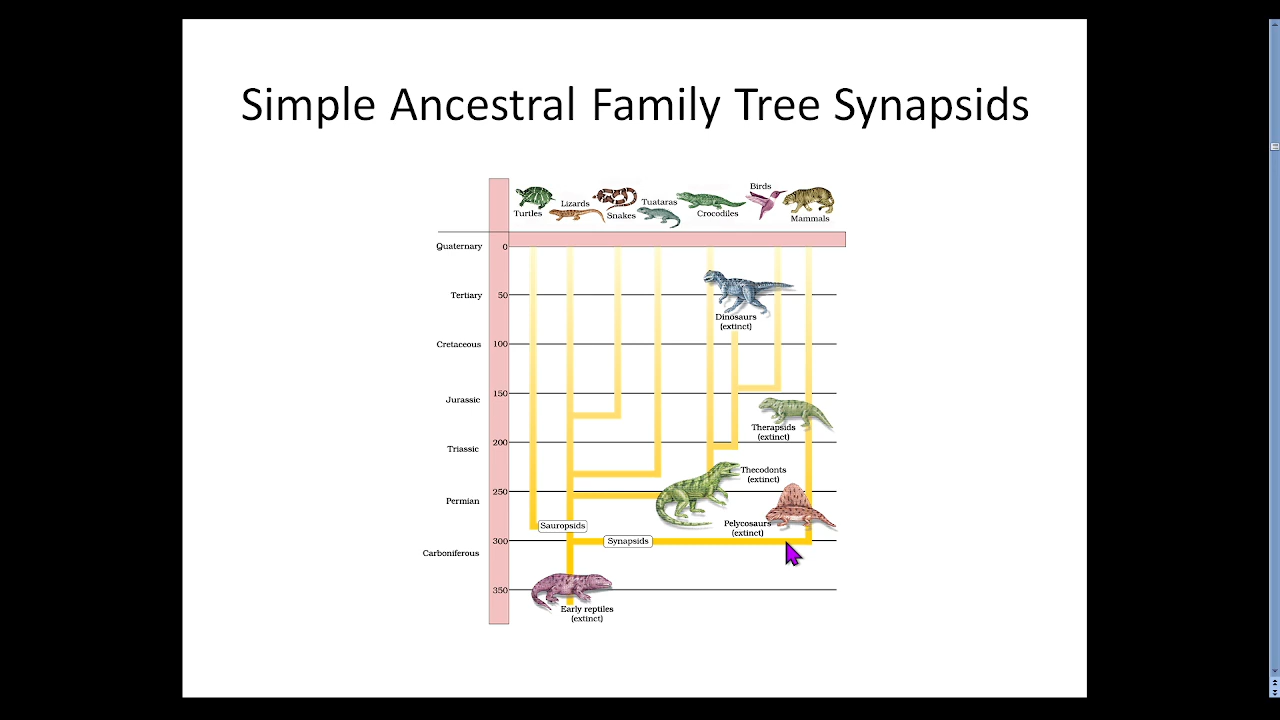 Simple Ancestral Family Tree Synapsids
Turtles
Lizards
Snakes
Tuataras
Crocodiles
Birds
Mammals
Quaternary 0
Tertiary 50
Dinosaurs
(extinct)
Cretaceous 100
150
Jurassic
Therapsids
(extinct)
200
Triassic
Thecodonts
(extinct)
250
Permian
Sauropsids
Pelycosaurs
(extinct)
300
Synapsids
Carboniferous
350
Early reptiles
(extinct)